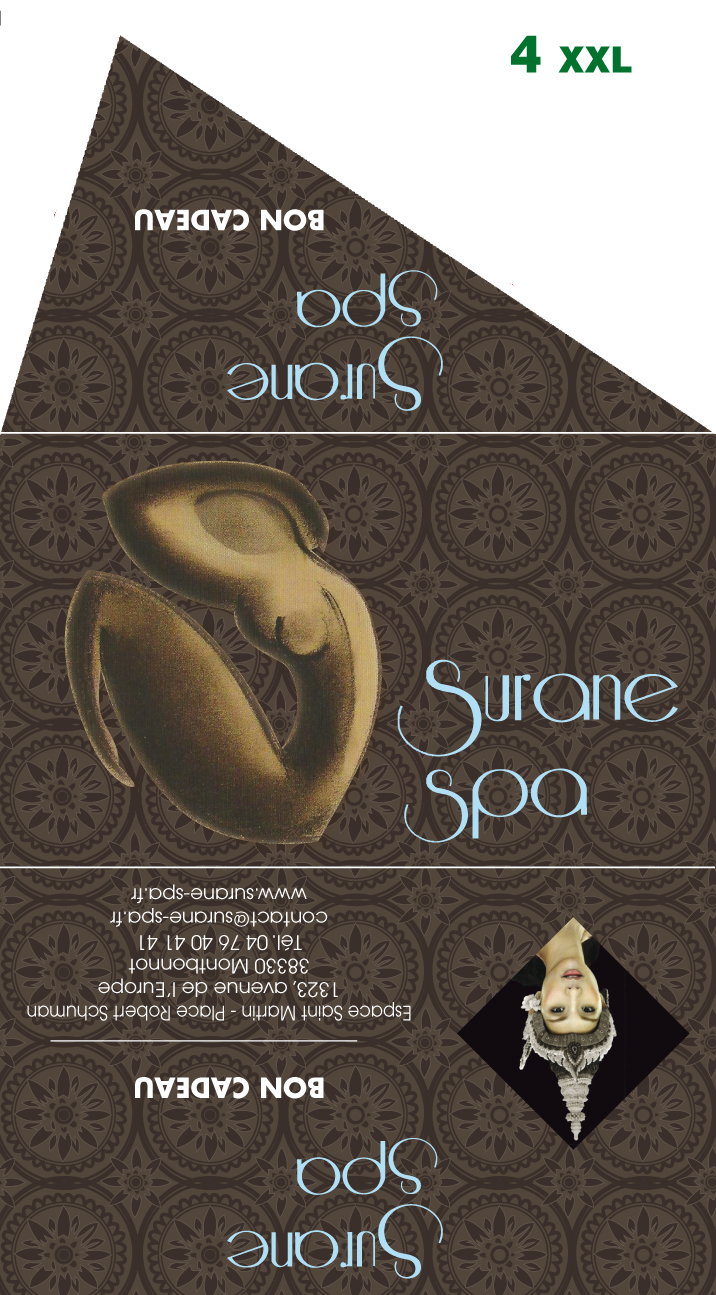 4 XXL
BON CADEAU
Surane
Spa
Surane
Spa
Surane
Spa
BON CADEAU
Espace Saint Martin - Place Robert Schuman
1323, avenue de l'Europe
38330 Montbonnot
Tél. 04 76 40 41 41
contact@surane-spa.fr
www.surane-spa.fr